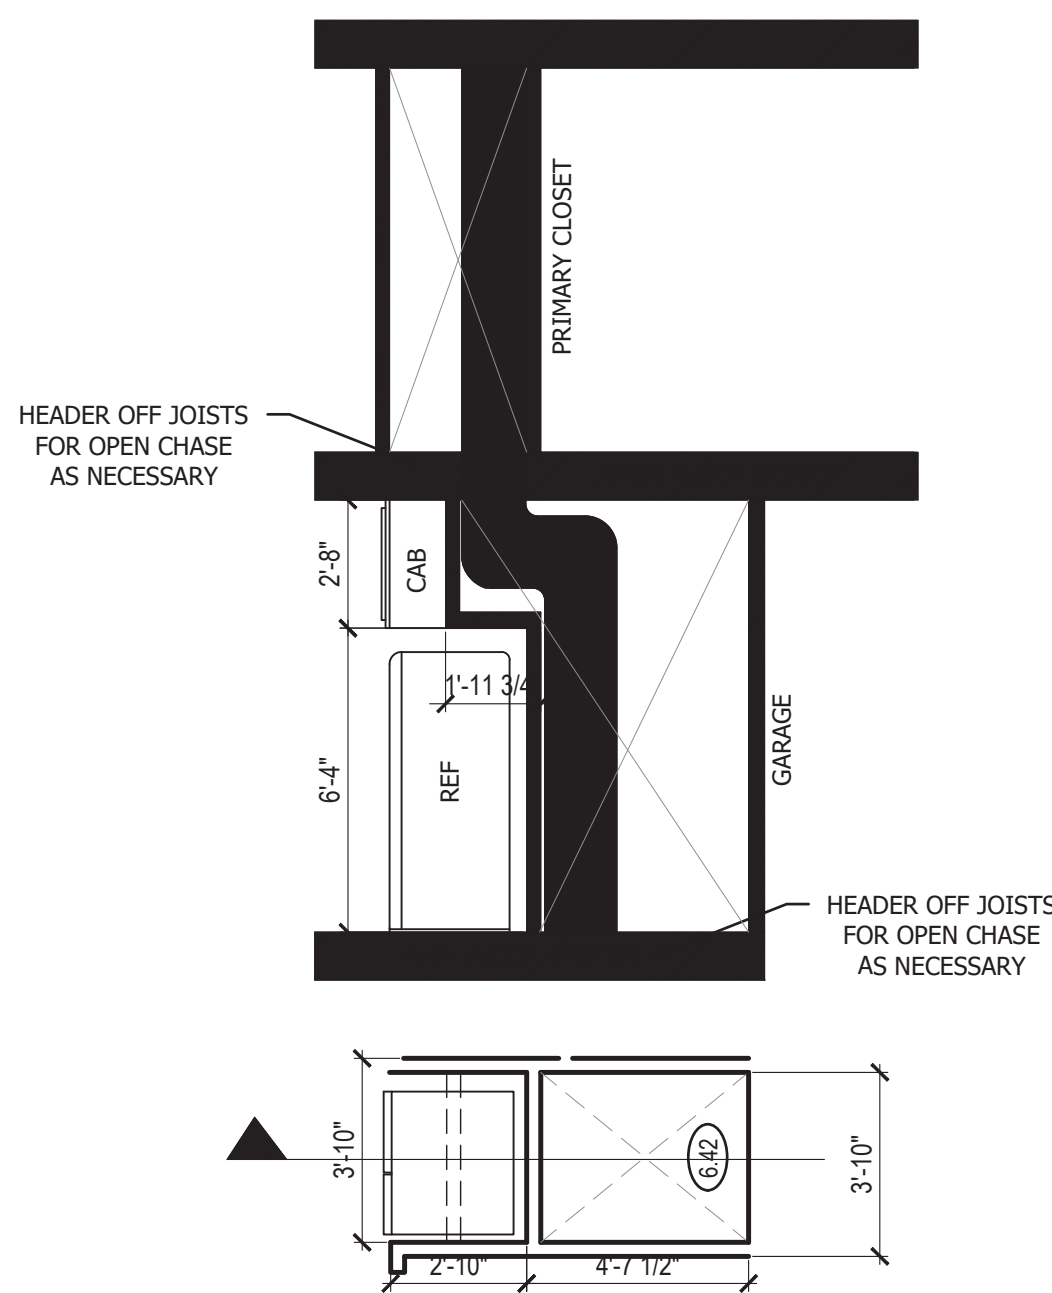 PRIMARY CLOSET
HEADER OFF JOISTS
FOR OPEN CHASE
AS NECESSARY
2'-8"
CAB
1'-11 3/4
6'-4"
REF
GARAGE
HEADER OFF JOISTS
FOR OPEN CHASE
AS NECESSARY
3'-10"
6.42
3'-10"
2'-10"
4'-7 1/2"